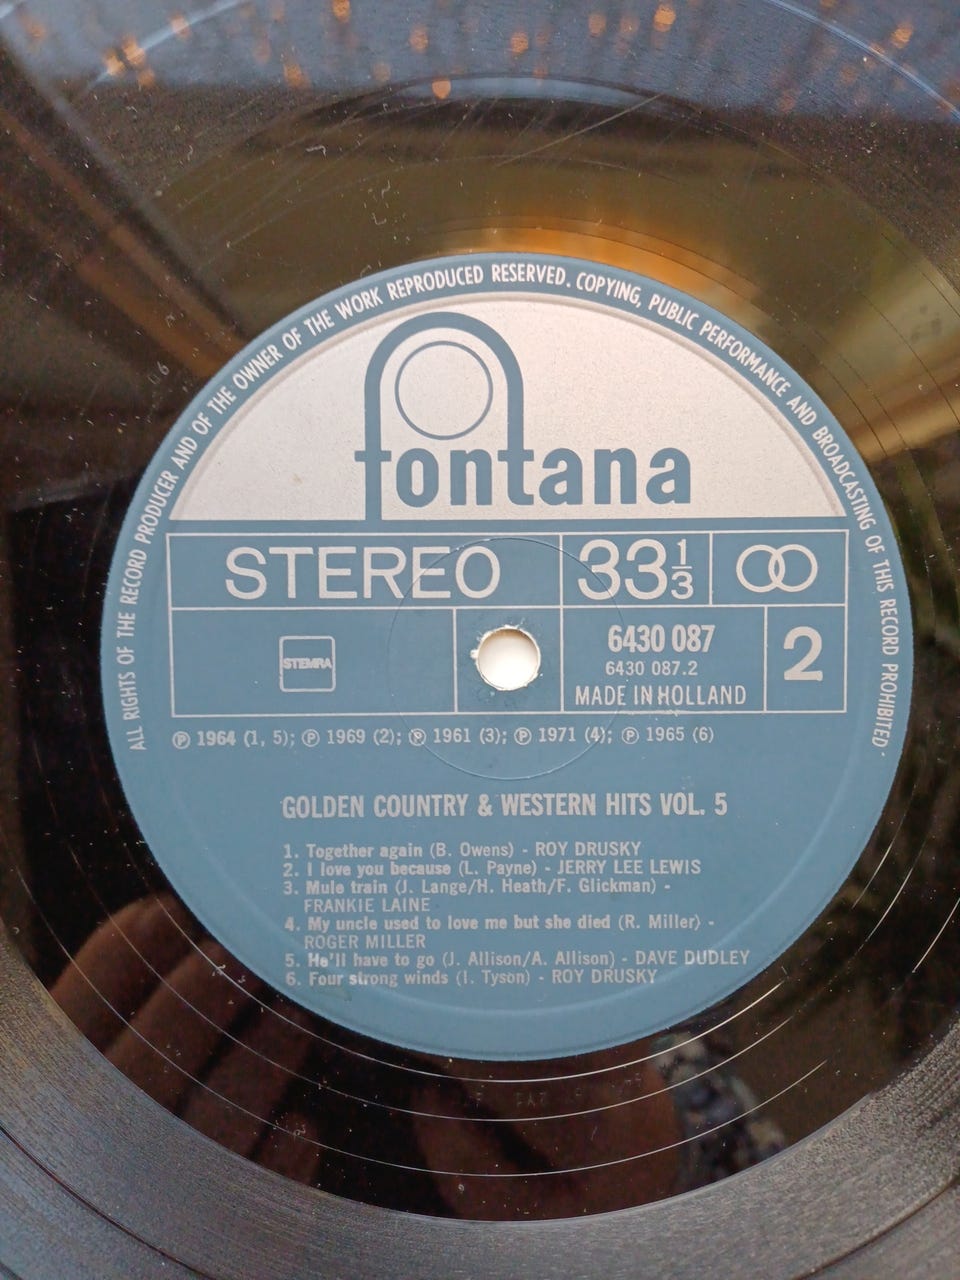 ALL RIGHTS OF THE RECORD PRODUCER AND OF THE OWNER OF THE WORK REPRODUCED RESERVED. COPYING, PUBLIC PERFORMANCE AND BROADCASTING OF THIS RECORD PROHIBITED·
fontana
STEREO 33⅓
STEMRA
6430 087
6430 087.2
MADE IN HOLLAND
2
℗ 1964 (1, 5); ℗ 1969 (2); ℗ 1961 (3); ℗ 1971 (4); ℗ 1965 (6)
GOLDEN COUNTRY & WESTERN HITS VOL. 5
1. Together again (B. Owens) - ROY DRUSKY
2. I love you because (L. Payne) - JERRY LEE LEWIS
3. Mule train (J. Lange/H. Heath/F. Glickman) -
FRANKIE LAINE
4. My uncle used to love me but she died (R. Miller) -
ROGER MILLER
5. He'll have to go (J. Allison/A. Allison) - DAVE DUDLEY
6. Four strong winds (I. Tyson) - ROY DRUSKY